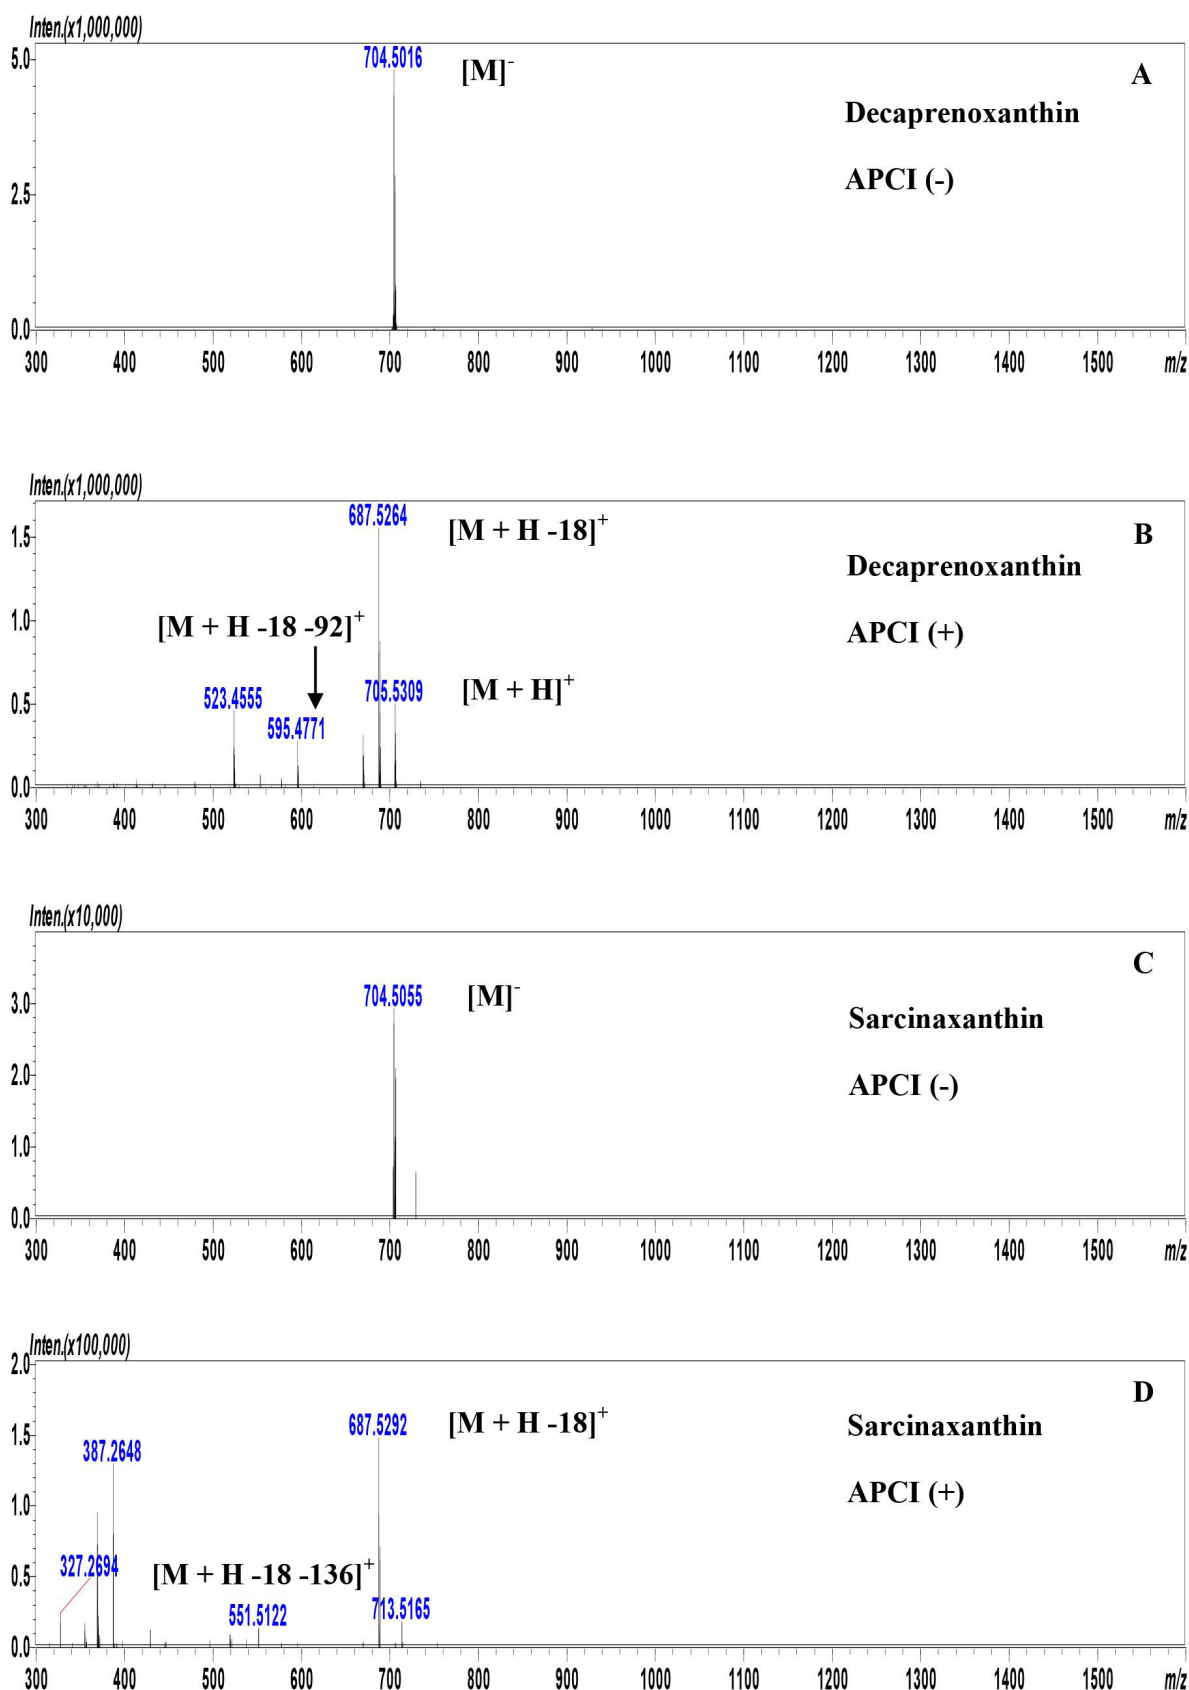 Inten.(x1,000,000)
5.0
704.5016
[M]-
A
Decaprenoxanthin
APCI (-)
2.5
0.0
300 400 500 600 700 800 900 1000 1100 1200 1300 1400 1500 m/z
Inten.(x1,000,000)
687.5264
[M + H -18]+
B
1.5
Decaprenoxanthin
[M + H -18 -92]+
APCI (+)
1.0
523.4555
705.5309
[M + H]+
0.5
595.4771
0.0
300 400 500 600 700 800 900 1000 1100 1200 1300 1400 1500 m/z
Inten.(x10,000)
C
704.5055
[M]-
3.0
Sarcinaxanthin
2.0
APCI (-)
1.0
0.0
300 400 500 600 700 800 900 1000 1100 1200 1300 1400 1500 m/z
Inten.(x100,000)
2.0
D
687.5292
[M + H -18]+
Sarcinaxanthin
1.5
387.2648
APCI (+)
1.0
327.2694
[M + H -18 -136]+
0.5
551.5122
713.5165
0.0
300 400 500 600 700 800 900 1000 1100 1200 1300 1400 1500 m/z